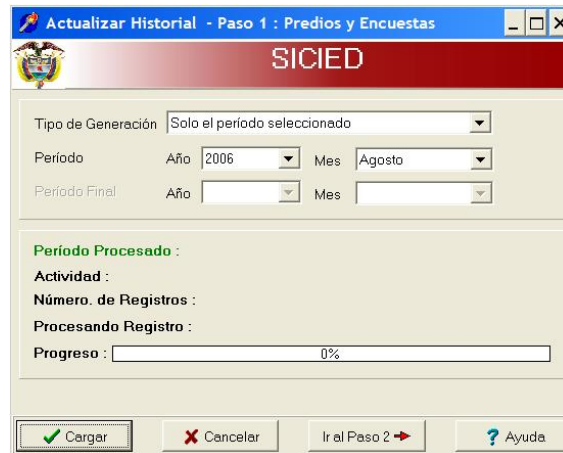 Actualizar Historial - Paso 1 : Predios y Encuestas
SICIED
Tipo de Generación Solo el período seleccionado
Período Año 2006 Mes Agosto
Período Final Año Mes
Período Procesado :
Actividad :
Número. de Registros :
Procesando Registro :
Progreso : 0%
Cargar Cancelar Ir al Paso 2 Ayuda